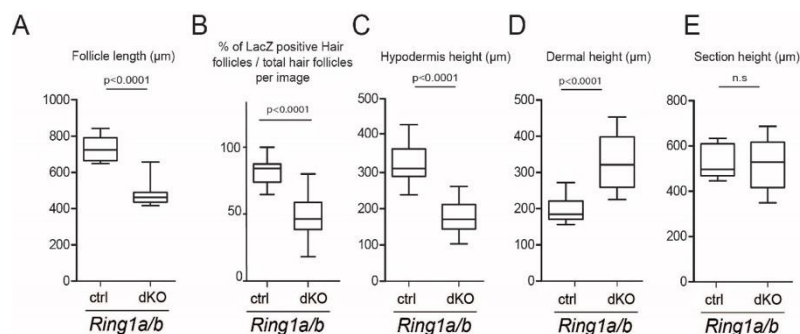 A
Follicle length (µm)
p<0.0001
1000
800
600
400
200
0
ctrl dKO
Ring1a/b
B
% of LacZ positive Hair
follicles / total hair follicles
per image
p<0.0001
100
50
0
ctrl dKO
Ring1a/b
C
Hypodermis height (µm)
p<0.0001
500
400
300
200
100
0
ctrl dKO
Ring1a/b
D
Dermal height (µm)
p<0.0001
500
400
300
200
100
0
ctrl dKO
Ring1a/b
E
Section height (µm)
n.s
800
600
400
200
0
ctrl dKO
Ring1a/b